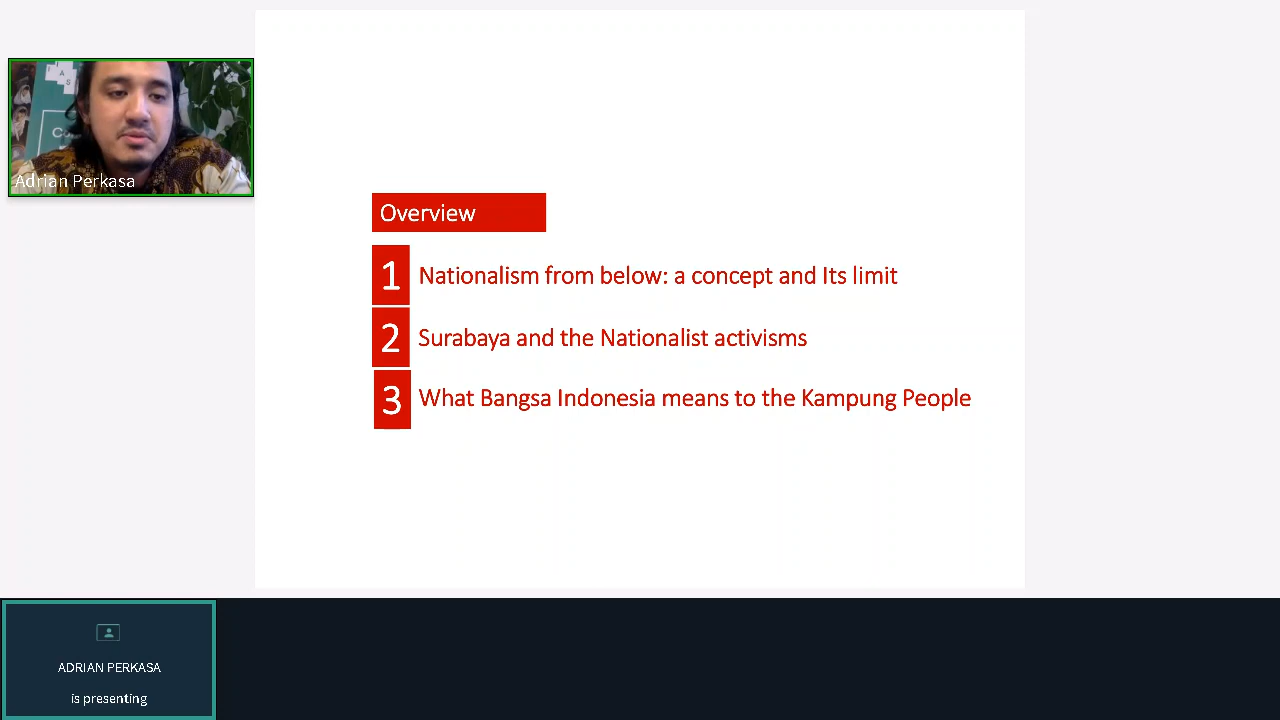 IAS
Adrian Perkasa
Overview
1 Nationalism from below: a concept and Its limit
2 Surabaya and the Nationalist activisms
3 What Bangsa Indonesia means to the Kampung People
ADRIAN PERKASA
is presenting